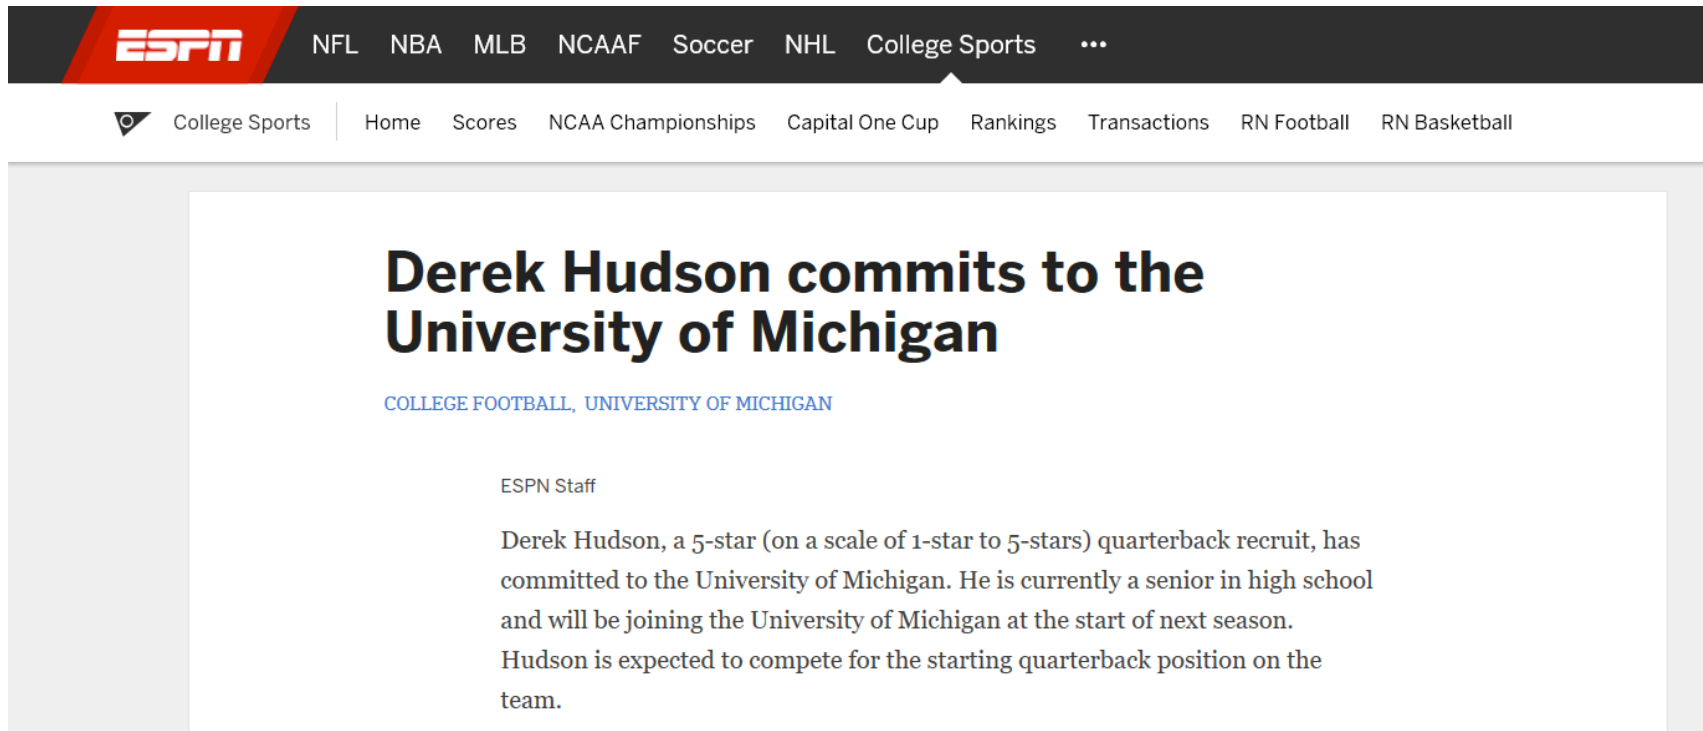 ESPN NFL NBA MLB NCAAF Soccer NHL College Sports •••
College Sports Home Scores NCAA Championships Capital One Cup Rankings Transactions RN Football RN Basketball
Derek Hudson commits to the
University of Michigan
COLLEGE FOOTBALL, UNIVERSITY OF MICHIGAN
ESPN Staff
Derek Hudson, a 5-star (on a scale of 1-star to 5-stars) quarterback recruit, has
committed to the University of Michigan. He is currently a senior in high school
and will be joining the University of Michigan at the start of next season.
Hudson is expected to compete for the starting quarterback position on the
team.